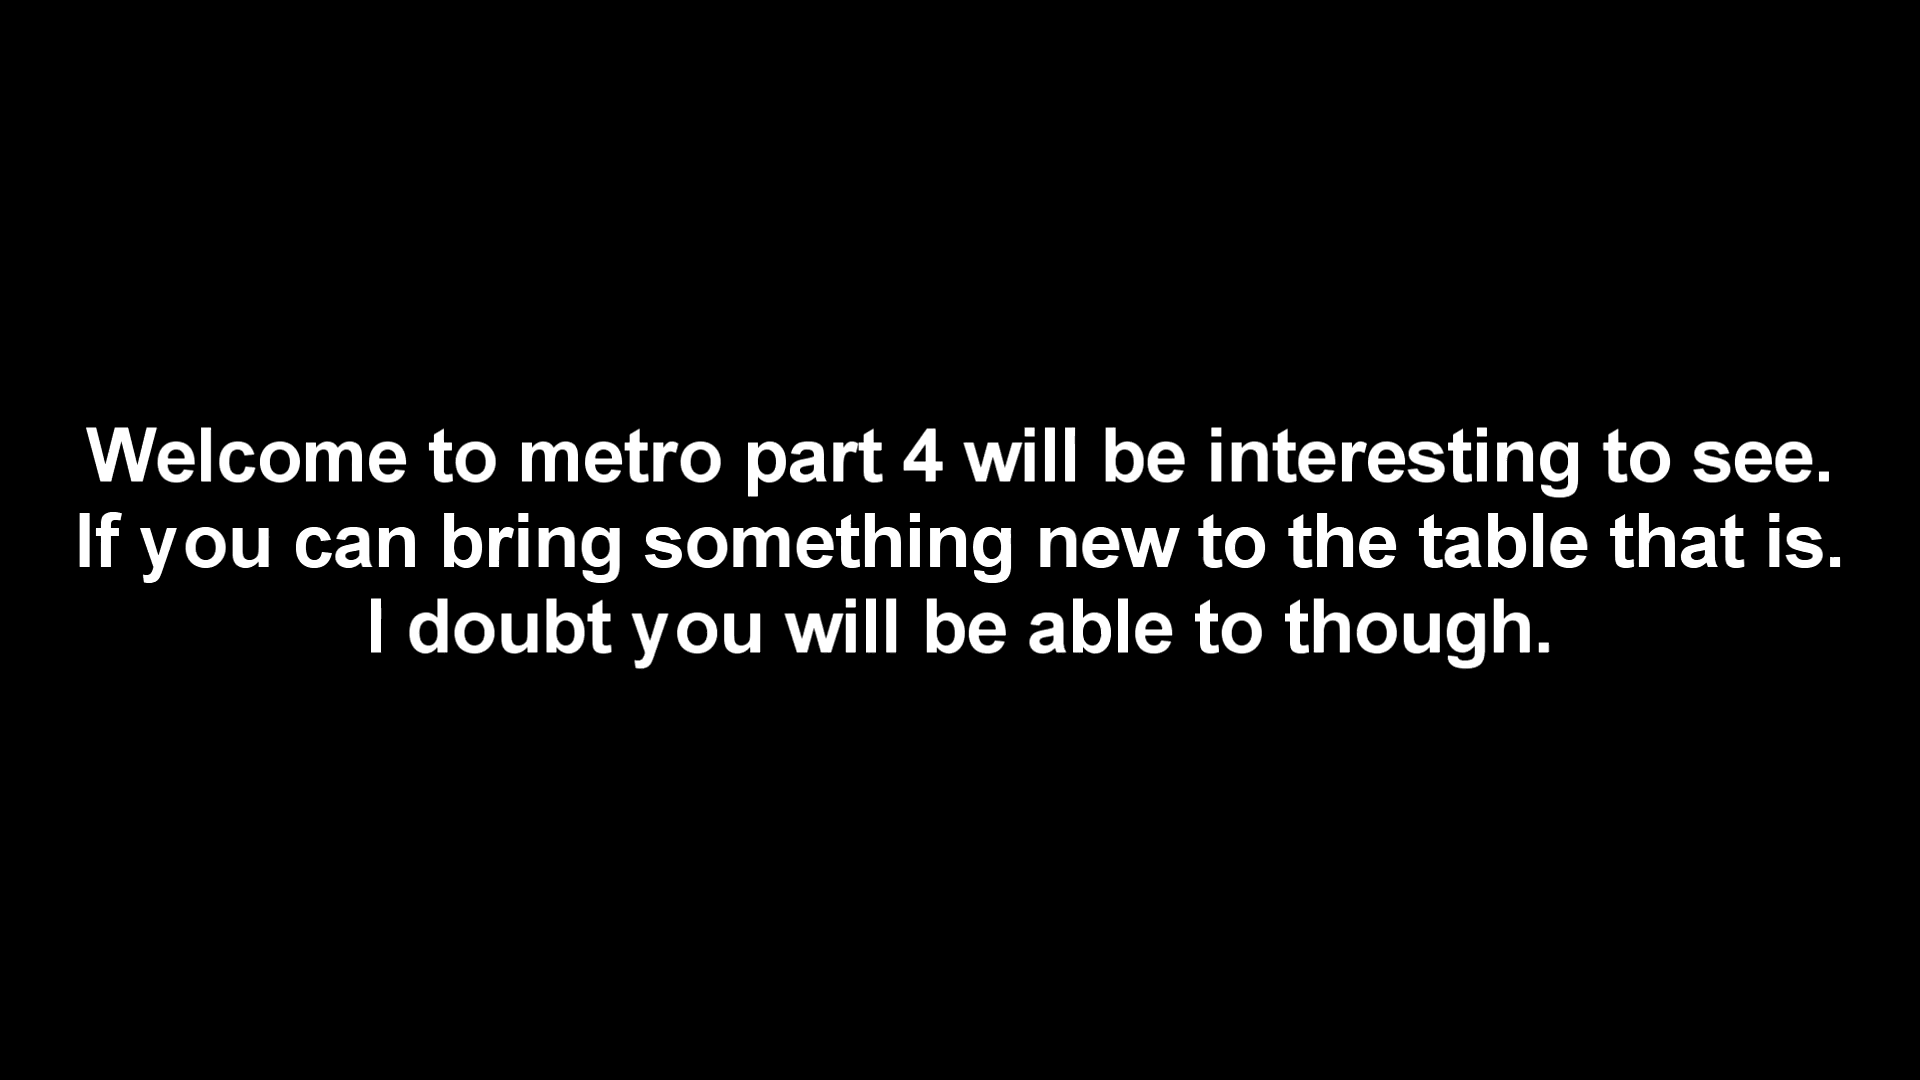 Welcome to metro part 4 will be interesting to see.
If you can bring something new to the table that is.
I doubt you will be able to though.